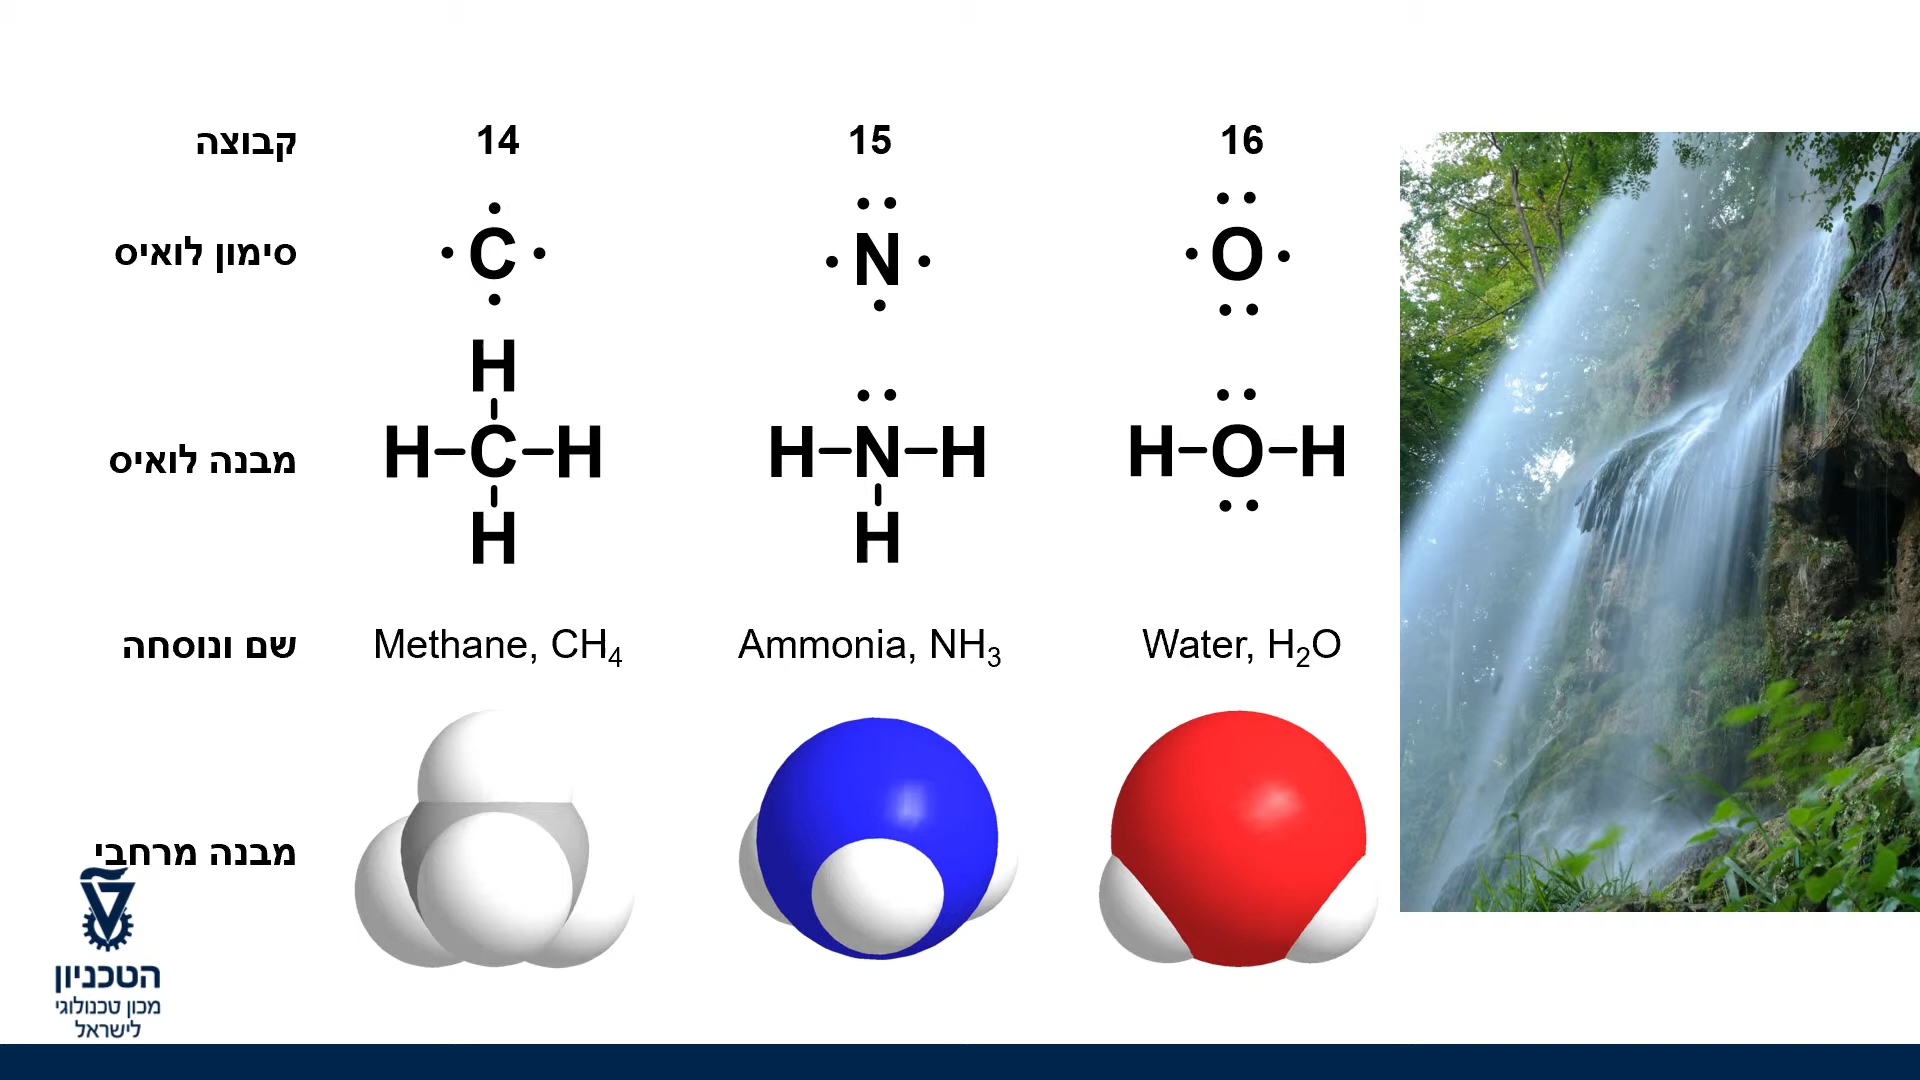 קבוצה 14 15 16
סימון לואיס ·C· ·N· ·O·
H
מבנה לואיס H–C–H H–N–H H–O–H
H H
שם ונוסחה Methane, CH₄ Ammonia, NH₃ Water, H₂O
מבנה מרחבי
הטכניון
מכון טכנולוגי
לישראל